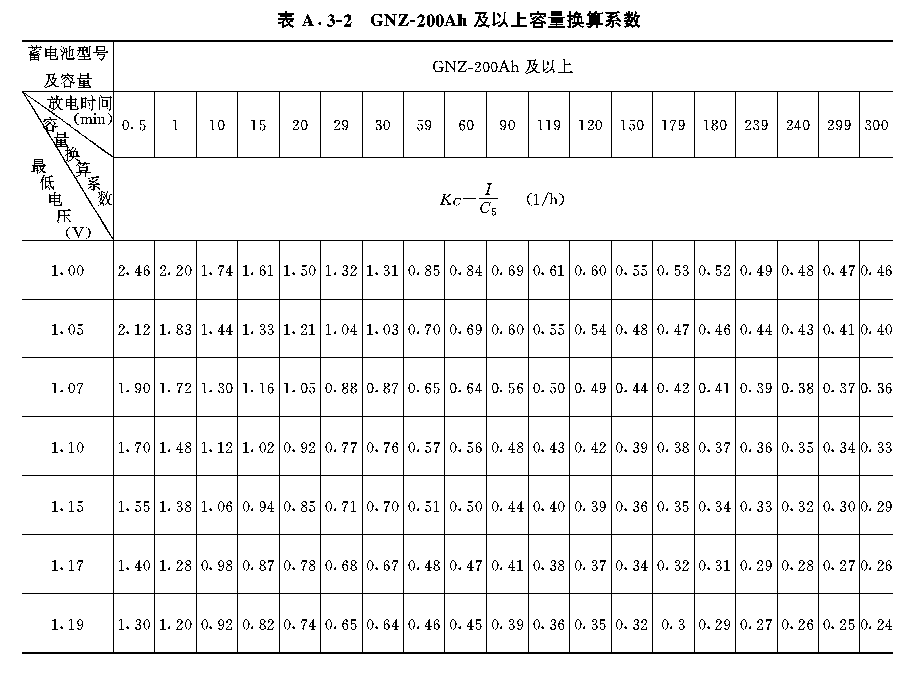 表 A.3-2 GNZ-200Ah 及以上容量换算系数
蓄电池型号
及容量
GNZ-200Ah 及以上
放电时间
(min)
容量换算系数
最低电压
(V)
0.5 1 10 15 20 29 30 59 60 90 119 120 150 179 180 239 240 299 300
Kc—I/C5 (1/h)
1.00 2.46 2.20 1.74 1.61 1.50 1.32 1.31 0.85 0.84 0.69 0.61 0.60 0.55 0.53 0.52 0.49 0.48 0.47 0.46
1.05 2.12 1.83 1.44 1.33 1.21 1.04 1.03 0.70 0.69 0.60 0.55 0.54 0.48 0.47 0.46 0.44 0.43 0.41 0.40
1.07 1.90 1.72 1.30 1.16 1.05 0.88 0.87 0.65 0.64 0.56 0.50 0.49 0.44 0.42 0.41 0.39 0.38 0.37 0.36
1.10 1.70 1.48 1.12 1.02 0.92 0.77 0.76 0.57 0.56 0.48 0.43 0.42 0.39 0.38 0.37 0.36 0.35 0.34 0.33
1.15 1.55 1.38 1.06 0.94 0.85 0.71 0.70 0.51 0.50 0.44 0.40 0.39 0.36 0.35 0.34 0.33 0.32 0.30 0.29
1.17 1.40 1.28 0.98 0.87 0.78 0.68 0.67 0.48 0.47 0.41 0.38 0.37 0.34 0.32 0.31 0.29 0.28 0.27 0.26
1.19 1.30 1.20 0.92 0.82 0.74 0.65 0.64 0.46 0.45 0.39 0.36 0.35 0.32 0.3 0.29 0.27 0.26 0.25 0.24